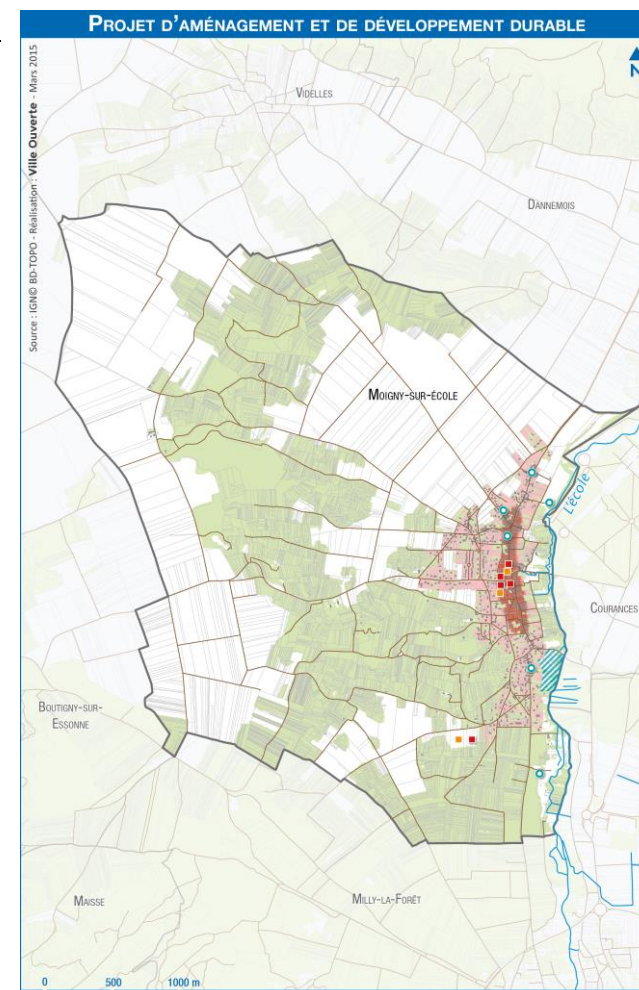 PROJET D'AMÉNAGEMENT ET DE DÉVELOPPEMENT DURABLE
Source : IGN© BD-TOPO - Réalisation : Ville Ouverte - Mars 2015
N
VIDELLES
DANNEMOIS
MOIGNY-SUR-ÉCOLE
L'école
COURANCES
BOUTIGNY-SUR-
ESSONNE
MAISSE
MILLY-LA-FORÊT
0 500 1000 m